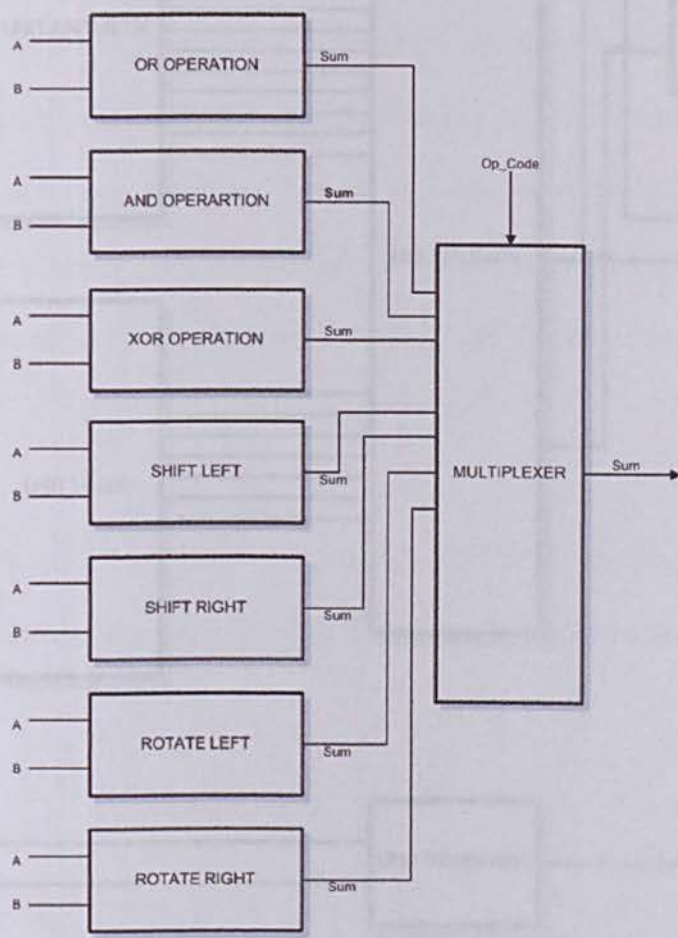 A
B
OR OPERATION
Sum
A
B
AND OPERARTION
Sum
Op_Code
A
B
XOR OPERATION
Sum
A
B
SHIFT LEFT
Sum
MULTIPLEXER
Sum
A
B
SHIFT RIGHT
Sum
A
B
ROTATE LEFT
Sum
A
B
ROTATE RIGHT
Sum